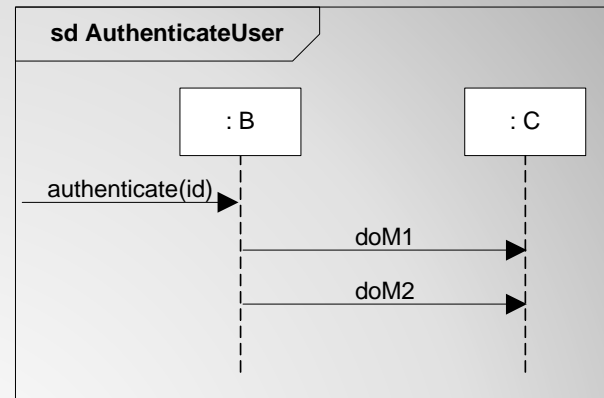 sd AuthenticateUser
: B
: C
authenticate(id)
doM1
doM2